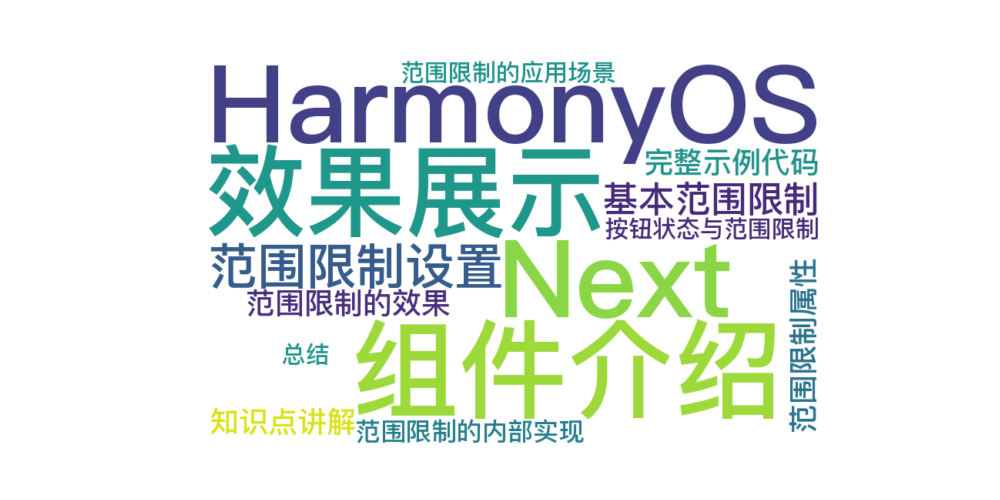 范围限制的应用场景
HarmonyOS
效果展示
完整示例代码
基本范围限制
按钮状态与范围限制
范围限制设置
Next
范围限制的效果
范围限制属性
组件介绍
总结
知识点讲解
范围限制的内部实现